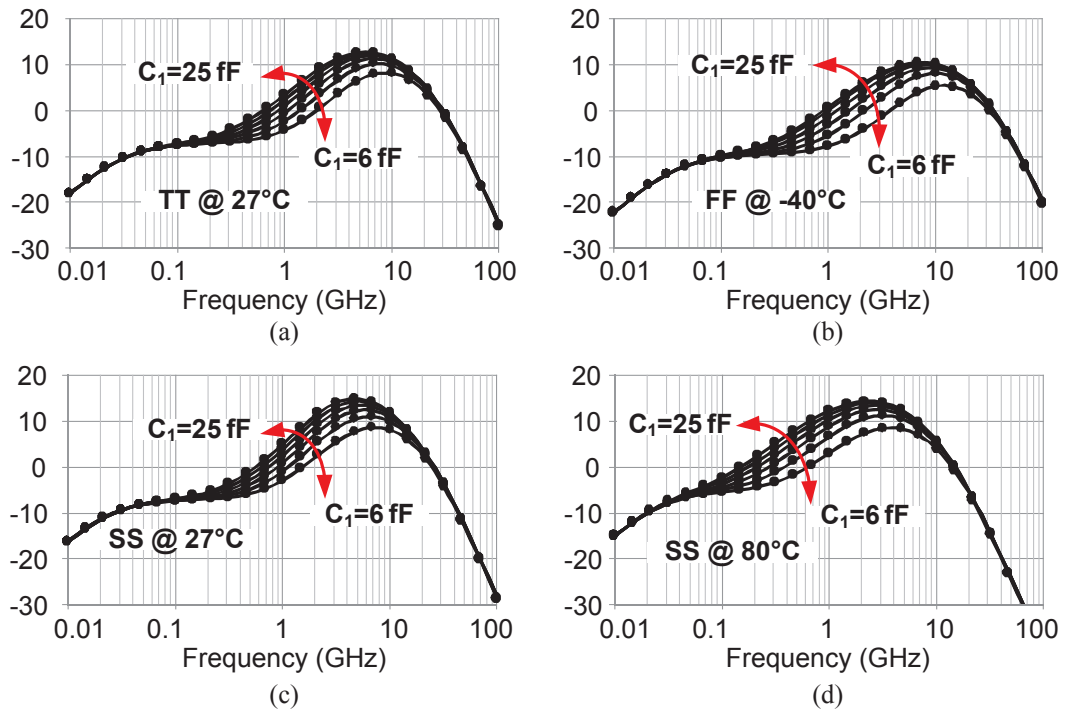 20
10
0
-10
-20
-30
C₁=25 fF
C₁=6 fF
TT @ 27°C
0.01 0.1 1 10 100
Frequency (GHz)
(a)
20
10
0
-10
-20
-30
C₁=25 fF
C₁=6 fF
FF @ -40°C
0.01 0.1 1 10 100
Frequency (GHz)
(b)
20
10
0
-10
-20
-30
C₁=25 fF
C₁=6 fF
SS @ 27°C
0.01 0.1 1 10 100
Frequency (GHz)
(c)
20
10
0
-10
-20
-30
C₁=25 fF
C₁=6 fF
SS @ 80°C
0.01 0.1 1 10 100
Frequency (GHz)
(d)